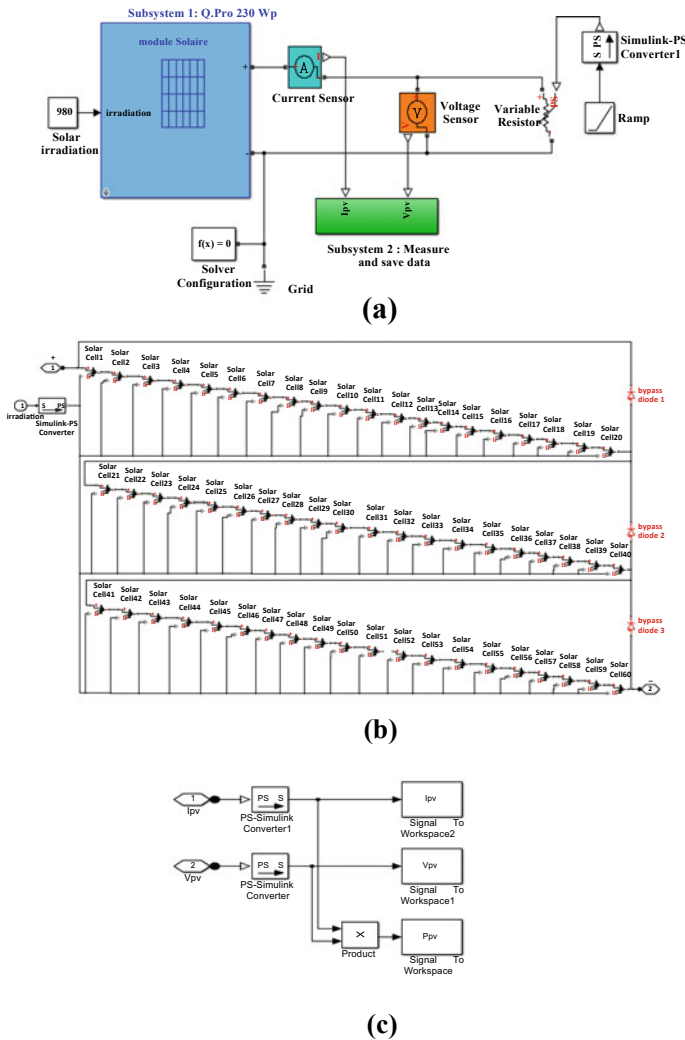 Subsystem 1: Q.Pro 230 Wp
module Solaire
irradiation
+
-
980
Solar
irradiation
A
I
Current Sensor
V
V
Voltage
Sensor
Variable
Resistor
+
PS
-
S PS
Simulink-PS
Converter1
Ramp
Ipv
Vpv
Subsystem 2 : Measure
and save data
f(x) = 0
Solver
Configuration
Grid
(a)
+
1
1
irradiation
S PS
Simulink-PS
Converter
Solar
Cell1
Solar
Cell2
Solar
Cell3
Solar
Cell4
Solar
Cell5
Solar
Cell6
Solar
Cell7
Solar
Cell8
Solar
Cell9
Solar
Cell10
Solar
Cell11
Solar
Cell12
Solar
Cell13
Solar
Cell14
Solar
Cell15
Solar
Cell16
Solar
Cell17
Solar
Cell18
Solar
Cell19
Solar
Cell20
bypass
diode 1
Solar
Cell21
Solar
Cell22
Solar
Cell23
Solar
Cell24
Solar
Cell25
Solar
Cell26
Solar
Cell27
Solar
Cell28
Solar
Cell29
Solar
Cell30
Solar
Cell31
Solar
Cell32
Solar
Cell33
Solar
Cell34
Solar
Cell35
Solar
Cell36
Solar
Cell37
Solar
Cell38
Solar
Cell39
Solar
Cell40
bypass
diode 2
Solar
Cell41
Solar
Cell42
Solar
Cell43
Solar
Cell44
Solar
Cell45
Solar
Cell46
Solar
Cell47
Solar
Cell48
Solar
Cell49
Solar
Cell50
Solar
Cell51
Solar
Cell52
Solar
Cell53
Solar
Cell54
Solar
Cell55
Solar
Cell56
Solar
Cell57
Solar
Cell58
Solar
Cell59
Solar
Cell60
bypass
diode 3
−
2
(b)
1
Ipv
PS S
PS-Simulink
Converter1
Ipv
Signal To
Workspace2
2
Vpv
PS S
PS-Simulink
Converter
Vpv
Signal To
Workspace1
X
Product
Ppv
Signal To
Workspace
(c)